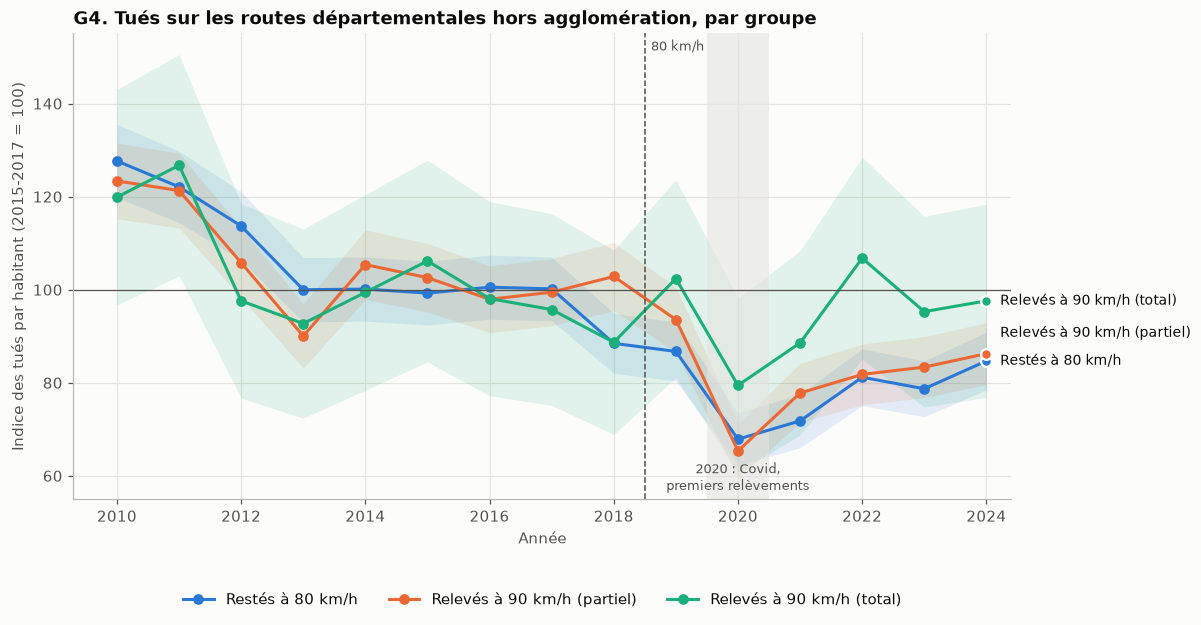 G4. Tués sur les routes départementales hors agglomération, par groupe
Indice des tués par habitant (2015-2017 = 100)
140
120
100
80
60
80 km/h
2020 : Covid,
premiers relèvements
Relevés à 90 km/h (total)
Relevés à 90 km/h (partiel)
Restés à 80 km/h
2010 2012 2014 2016 2018 2020 2022 2024
Année
Restés à 80 km/h Relevés à 90 km/h (partiel) Relevés à 90 km/h (total)